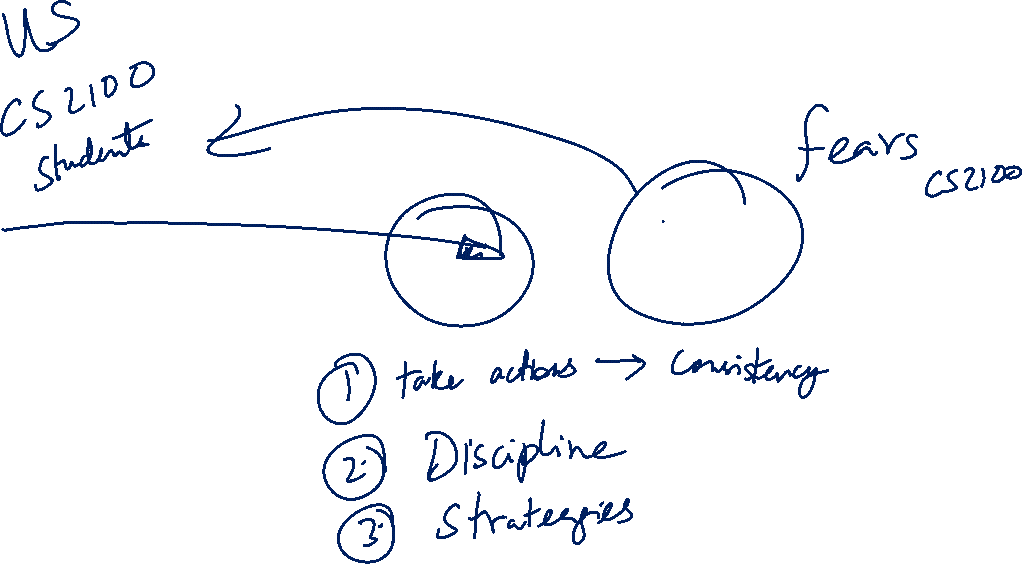 US
CS2100
students
fears
CS2100
1 take actions → Consistency
2. Discipline
3. Strategies